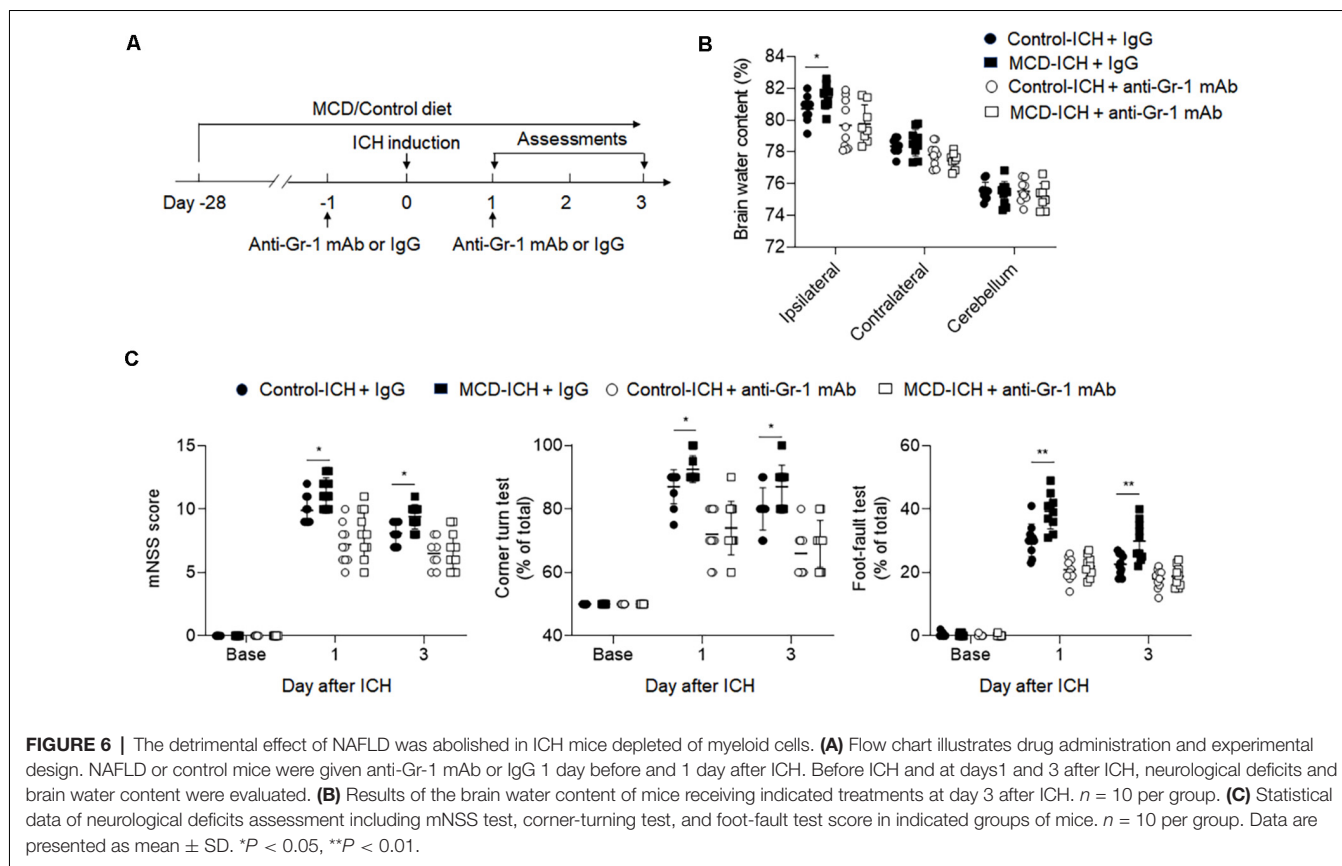 A
MCD/Control diet
ICH induction
Assessments
Day -28
-1
0
1
2
3
Anti-Gr-1 mAb or IgG
Anti-Gr-1 mAb or IgG
B
Control-ICH + IgG
MCD-ICH + IgG
Control-ICH + anti-Gr-1 mAb
MCD-ICH + anti-Gr-1 mAb
Brain water content (%)
84
82
80
78
76
74
72
*
Ipsilateral
Contralateral
Cerebellum
C
Control-ICH + IgG
MCD-ICH + IgG
Control-ICH + anti-Gr-1 mAb
MCD-ICH + anti-Gr-1 mAb
mNSS score
15
10
5
0
*
*
Base
1
3
Day after ICH
Corner turn test
(% of total)
100
80
60
40
*
*
Base
1
3
Day after ICH
Foot-fault test
(% of total)
60
40
20
0
**
**
Base
1
3
Day after ICH
FIGURE 6 | The detrimental effect of NAFLD was abolished in ICH mice depleted of myeloid cells. (A) Flow chart illustrates drug administration and experimental
design. NAFLD or control mice were given anti-Gr-1 mAb or IgG 1 day before and 1 day after ICH. Before ICH and at days1 and 3 after ICH, neurological deficits and
brain water content were evaluated. (B) Results of the brain water content of mice receiving indicated treatments at day 3 after ICH. n = 10 per group. (C) Statistical
data of neurological deficits assessment including mNSS test, corner-turning test, and foot-fault test score in indicated groups of mice. n = 10 per group. Data are
presented as mean ± SD. *P < 0.05, **P < 0.01.